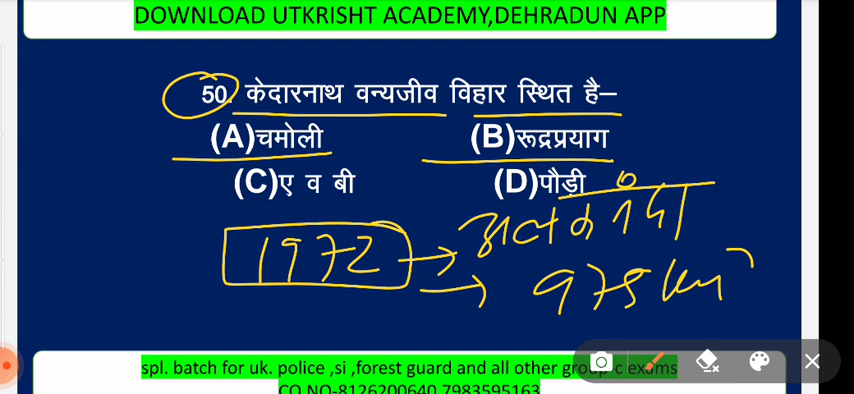 DOWNLOAD UTKRISHT ACADEMY,DEHRADUN APP
50. केदारनाथ वन्यजीव विहार स्थित है–
(A)चमोली (B)रूद्रप्रयाग
(C)ए व बी (D)पौड़ी
1972 → अलकनंदा
→ 975 km²
spl. batch for uk. police ,si ,forest guard and all other group c exams
CO.NO-8126200640,7983595163